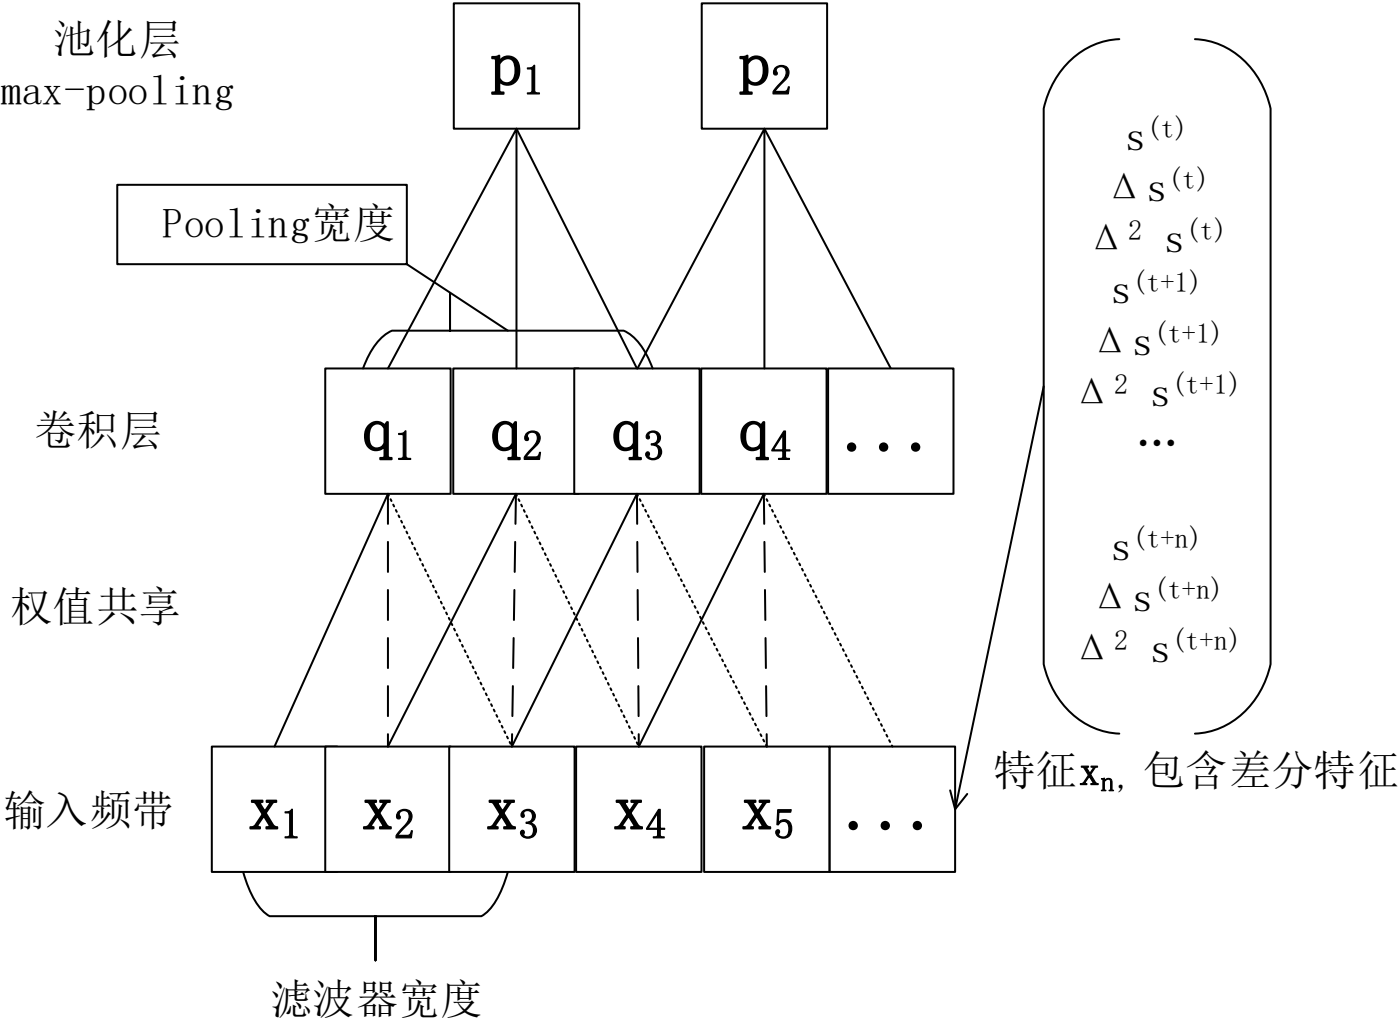 池化层
max-pooling
p1
p2
Pooling宽度
卷积层
q1
q2
q3
q4
...
权值共享
输入频带
x1
x2
x3
x4
x5
...
滤波器宽度
s(t)
Δs(t)
Δ2 s(t)
s(t+1)
Δs(t+1)
Δ2 s(t+1)
...
s(t+n)
Δs(t+n)
Δ2 s(t+n)
特征xn, 包含差分特征